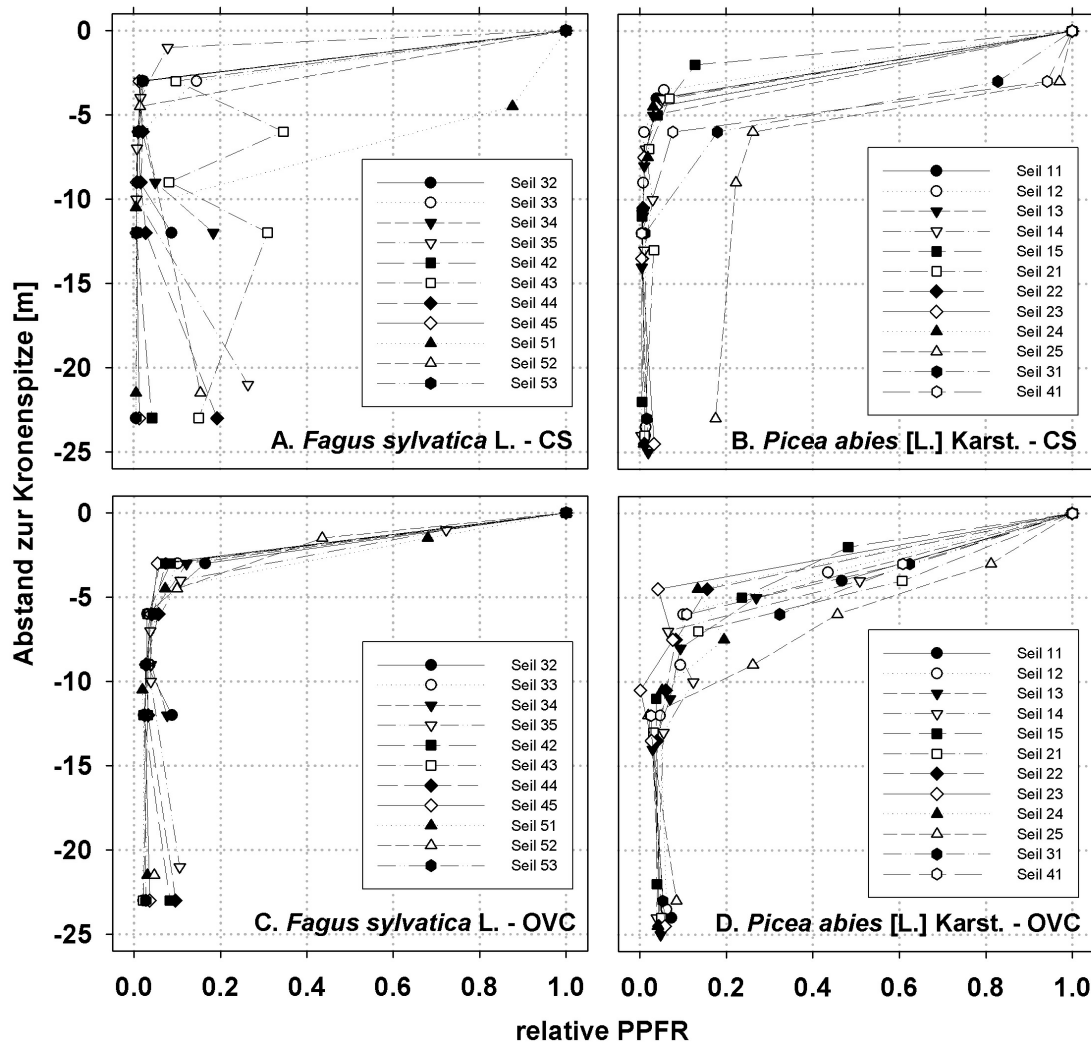 Abstand zur Kronenspitze [m]
0
-5
-10
-15
-20
-25
Seil 32
Seil 33
Seil 34
Seil 35
Seil 42
Seil 43
Seil 44
Seil 45
Seil 51
Seil 52
Seil 53
A. Fagus sylvatica L. - CS
Seil 11
Seil 12
Seil 13
Seil 14
Seil 15
Seil 21
Seil 22
Seil 23
Seil 24
Seil 25
Seil 31
Seil 41
B. Picea abies [L.] Karst. - CS
0
-5
-10
-15
-20
-25
Seil 32
Seil 33
Seil 34
Seil 35
Seil 42
Seil 43
Seil 44
Seil 45
Seil 51
Seil 52
Seil 53
C. Fagus sylvatica L. - OVC
Seil 11
Seil 12
Seil 13
Seil 14
Seil 15
Seil 21
Seil 22
Seil 23
Seil 24
Seil 25
Seil 31
Seil 41
D. Picea abies [L.] Karst. - OVC
0.0 0.2 0.4 0.6 0.8 1.0
0.0 0.2 0.4 0.6 0.8 1.0
relative PPFR